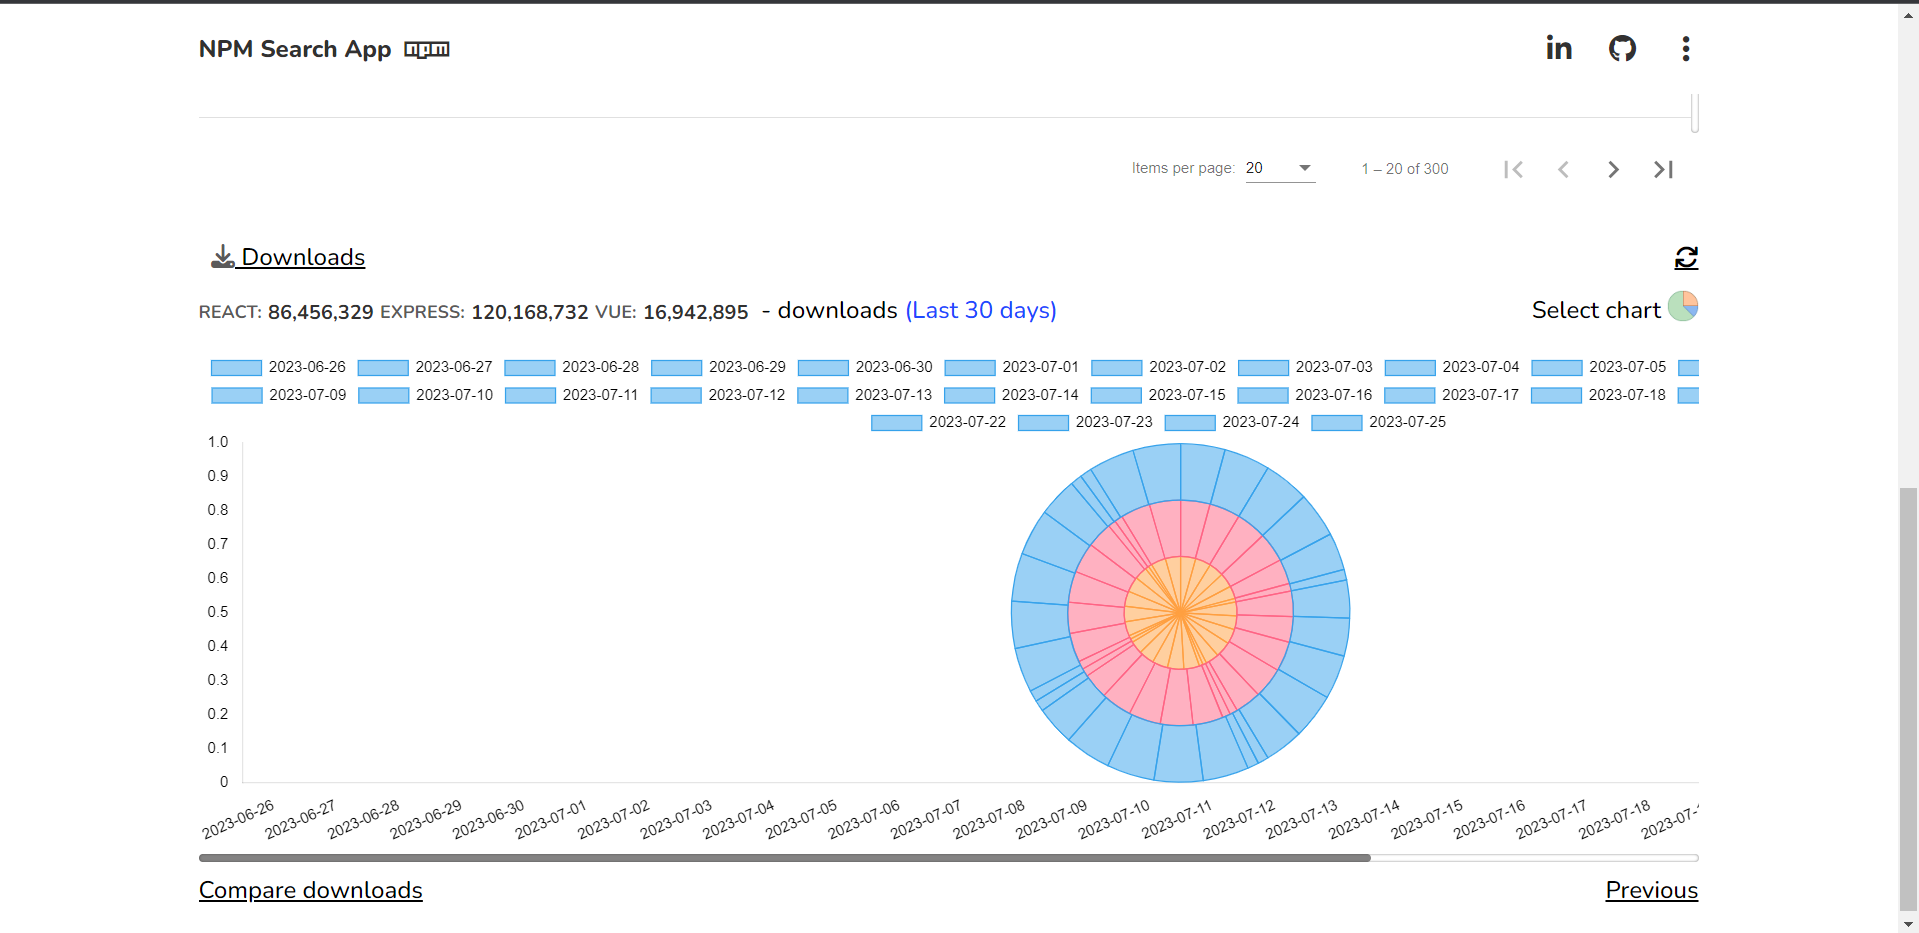 NPM Search App npm
Items per page: 20 1 – 20 of 300
Downloads
REACT: 86,456,329 EXPRESS: 120,168,732 VUE: 16,942,895 - downloads (Last 30 days) Select chart
2023-06-26 2023-06-27 2023-06-28 2023-06-29 2023-06-30 2023-07-01 2023-07-02 2023-07-03 2023-07-04 2023-07-05
2023-07-09 2023-07-10 2023-07-11 2023-07-12 2023-07-13 2023-07-14 2023-07-15 2023-07-16 2023-07-17 2023-07-18
2023-07-22 2023-07-23 2023-07-24 2023-07-25
1.0
0.9
0.8
0.7
0.6
0.5
0.4
0.3
0.2
0.1
0
2023-06-26 2023-06-27 2023-06-28 2023-06-29 2023-06-30 2023-07-01 2023-07-02 2023-07-03 2023-07-04 2023-07-05 2023-07-06 2023-07-07 2023-07-08 2023-07-09 2023-07-10 2023-07-11 2023-07-12 2023-07-13 2023-07-14 2023-07-15 2023-07-16 2023-07-17 2023-07-18
Compare downloads Previous